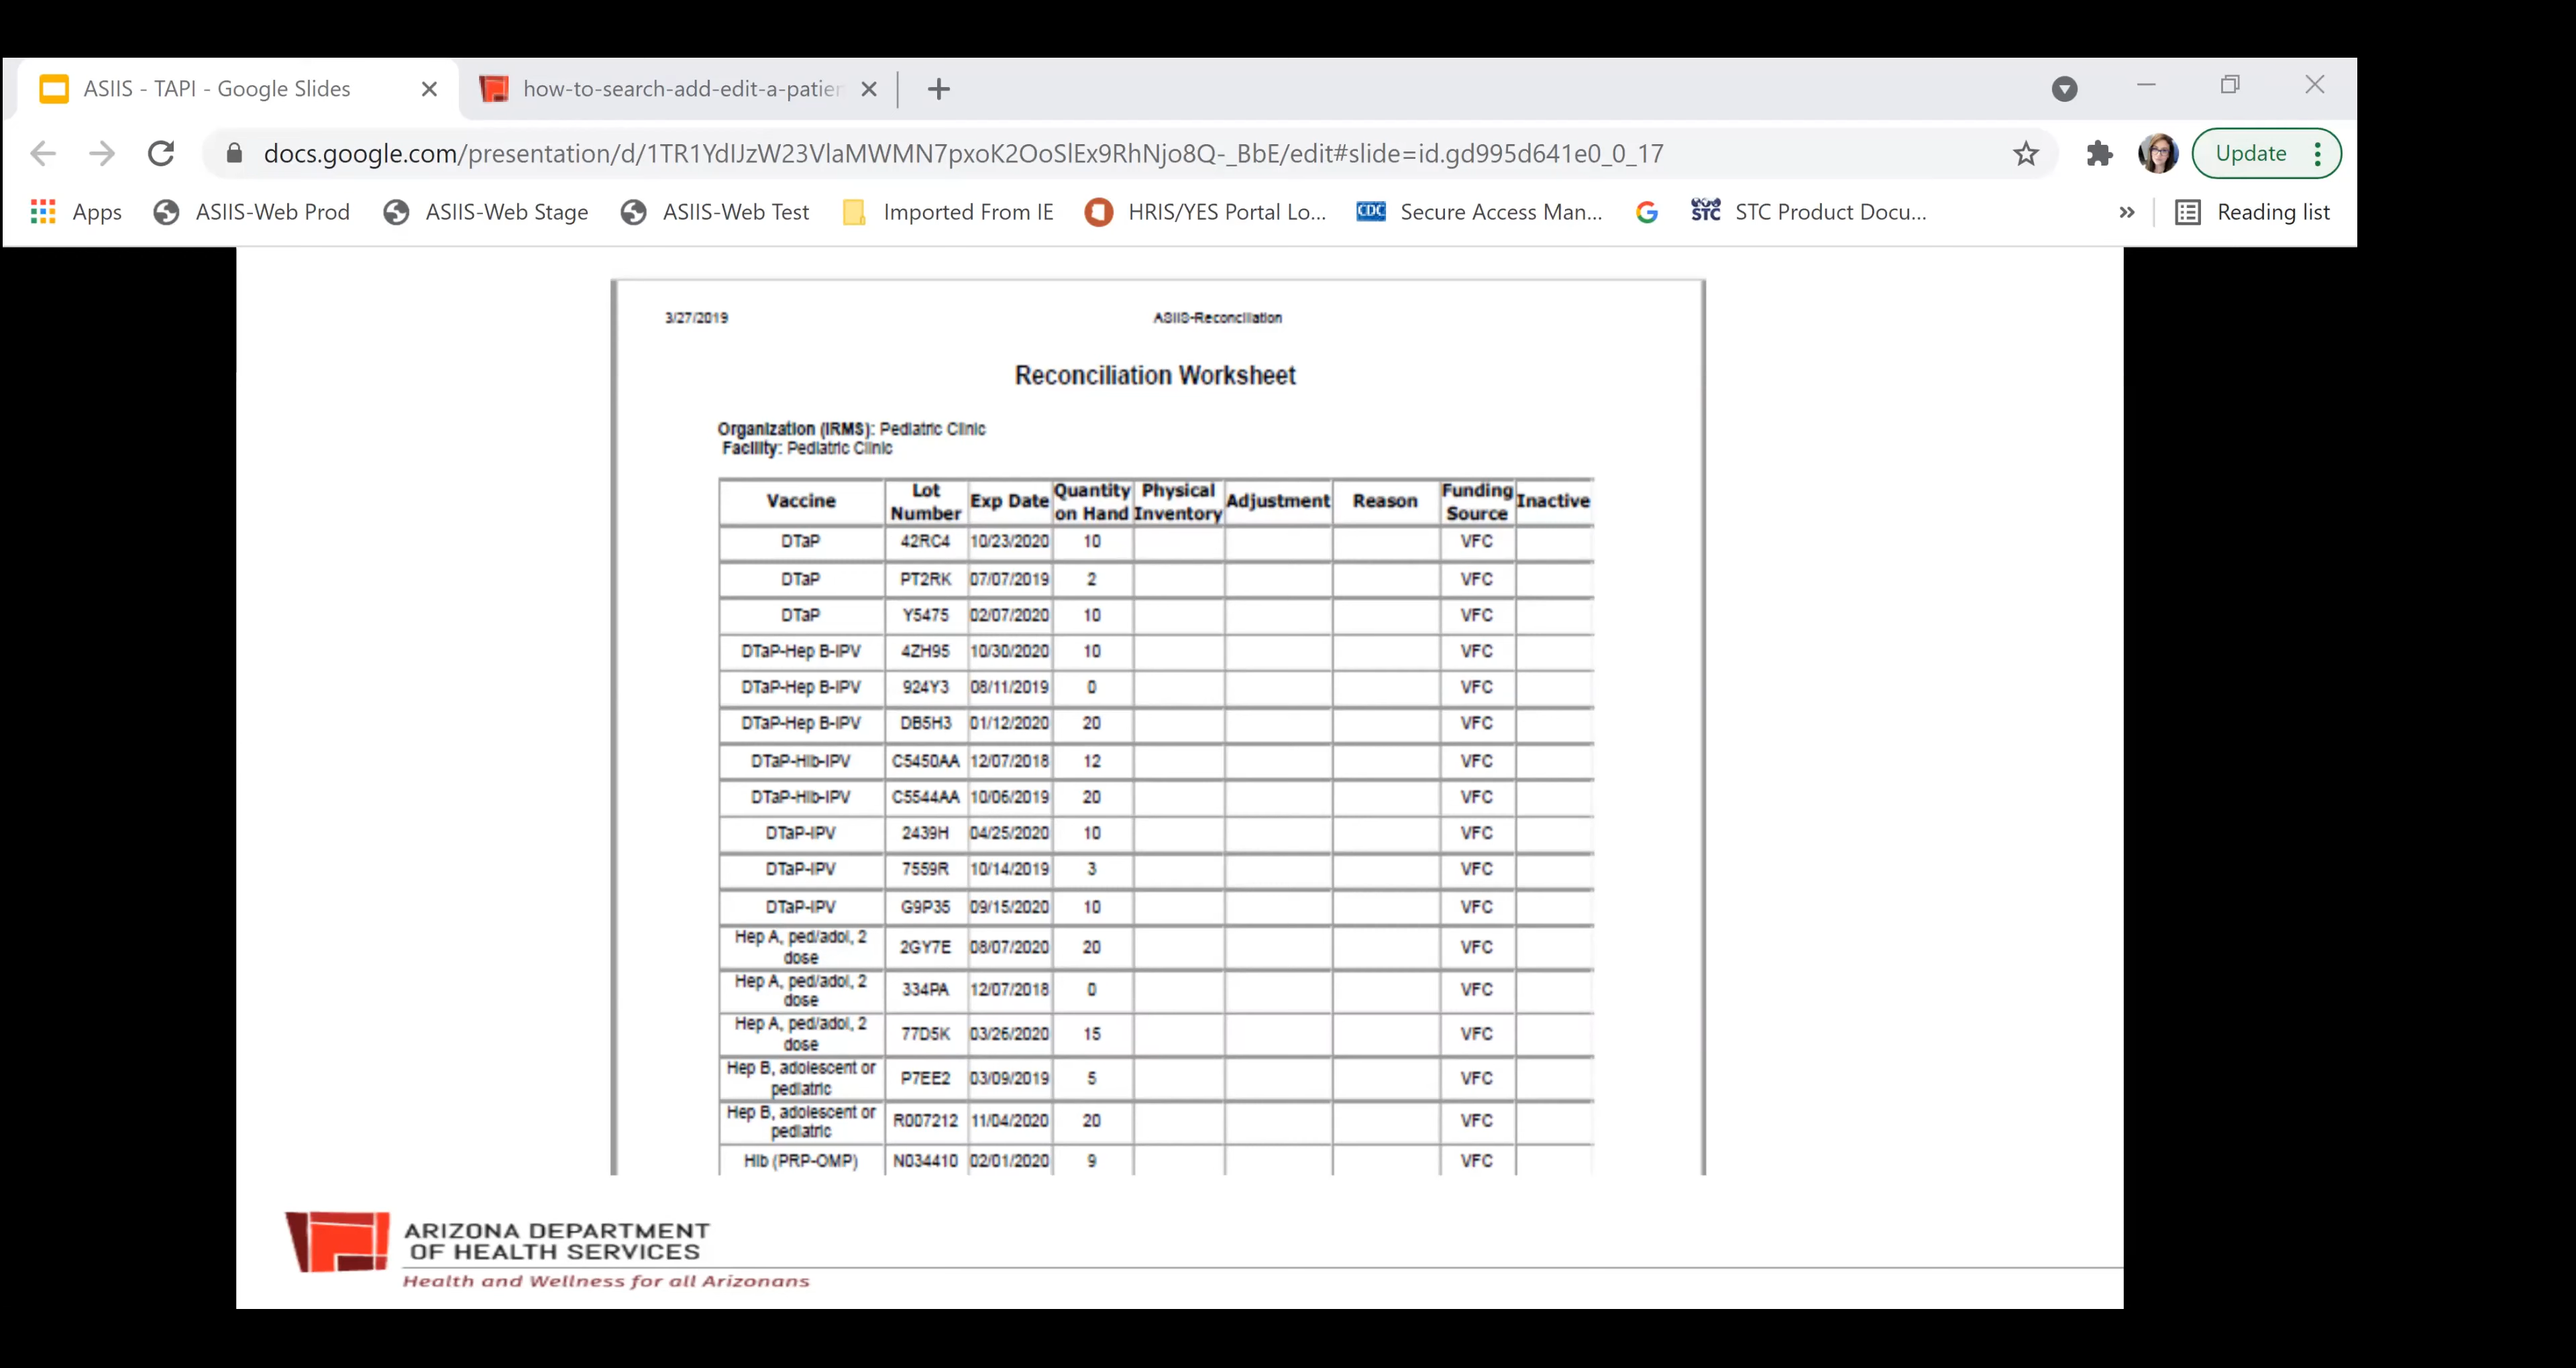 ASIIS - TAPI - Google Slides
how-to-search-add-edit-a-patien
docs.google.com/presentation/d/1TR1YdIJzW23VlaMWMN7pxoK2OoSlEx9RhNjo8Q-_BbE/edit#slide=id.gd995d641e0_0_17
Update
Apps ASIIS-Web Prod ASIIS-Web Stage ASIIS-Web Test Imported From IE HRIS/YES Portal Lo... CDC Secure Access Man... G STC STC Product Docu... » Reading list
3/27/2019 ASIIS-Reconciliation
Reconciliation Worksheet
Organization (IRMS): Pediatric Clinic
Facility: Pediatric Clinic
Vaccine Lot Number Exp Date Quantity on Hand Physical Inventory Adjustment Reason Funding Source Inactive
DTaP 42RC4 10/23/2020 10 VFC
DTaP PT2RK 07/07/2019 2 VFC
DTaP Y5475 02/07/2020 10 VFC
DTaP-Hep B-IPV 4ZH95 10/30/2020 10 VFC
DTaP-Hep B-IPV 924Y3 08/11/2019 0 VFC
DTaP-Hep B-IPV DB5H3 01/12/2020 20 VFC
DTaP-Hib-IPV C5450AA 12/07/2018 12 VFC
DTaP-Hib-IPV C5544AA 10/06/2019 20 VFC
DTaP-IPV 2439H 04/25/2020 10 VFC
DTaP-IPV 7559R 10/14/2019 3 VFC
DTaP-IPV G9P35 09/15/2020 10 VFC
Hep A, ped/adol, 2 dose 2GY7E 08/07/2020 20 VFC
Hep A, ped/adol, 2 dose 334PA 12/07/2018 0 VFC
Hep A, ped/adol, 2 dose 77D5K 03/26/2020 15 VFC
Hep B, adolescent or pediatric P7EE2 03/09/2019 5 VFC
Hep B, adolescent or pediatric R007212 11/04/2020 20 VFC
Hib (PRP-OMP) N034410 02/01/2020 9 VFC
ARIZONA DEPARTMENT
OF HEALTH SERVICES
Health and Wellness for all Arizonans